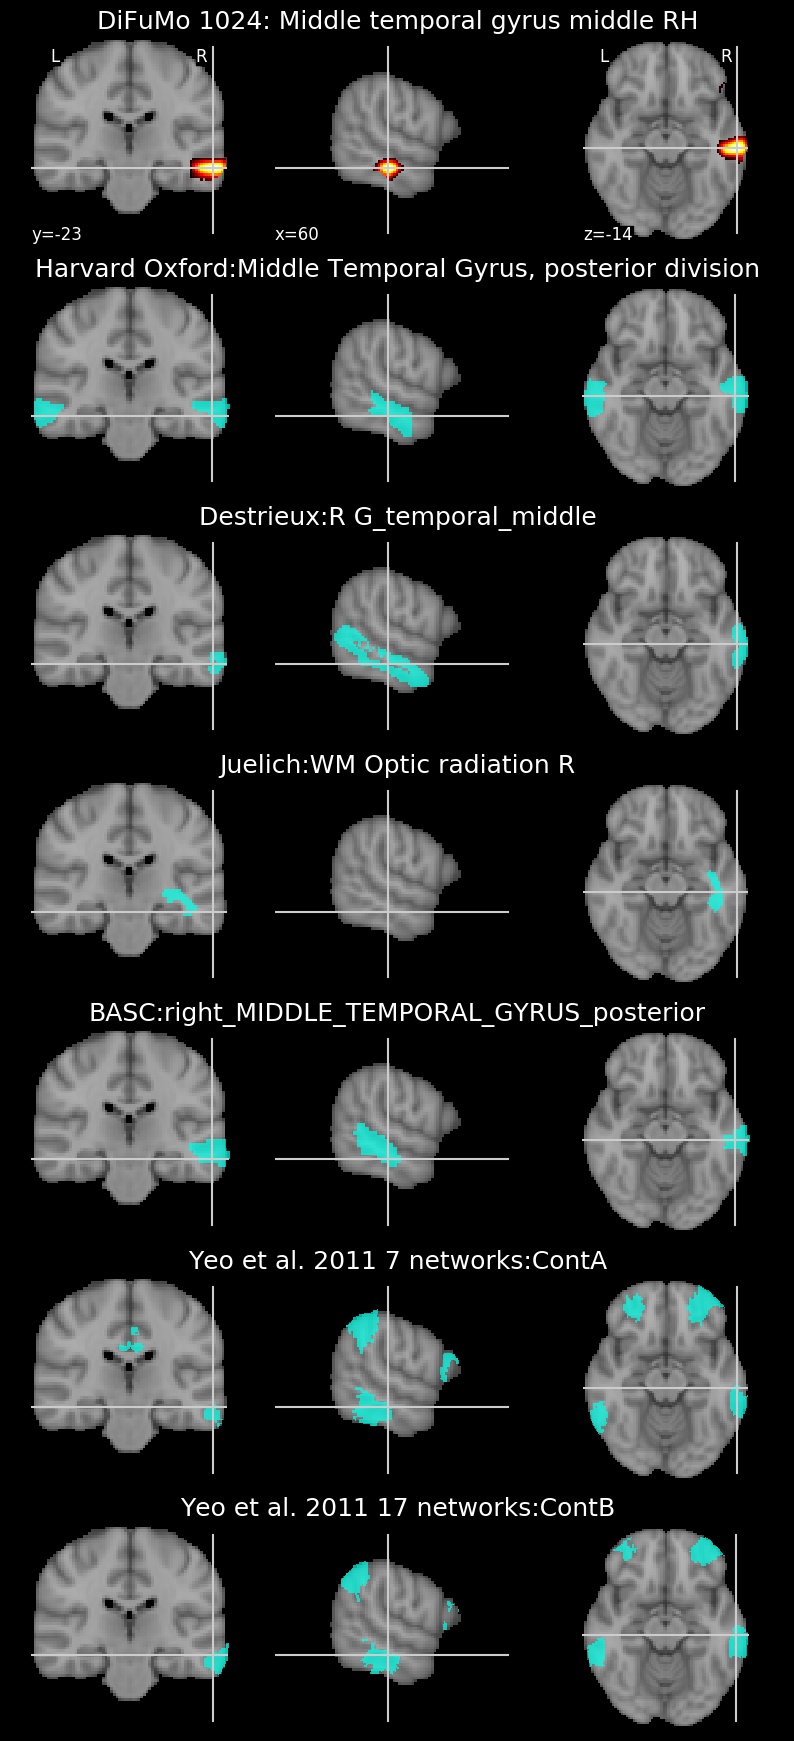 DiFuMo 1024: Middle temporal gyrus middle RH
L R L R
y=-23 x=60 z=-14
Harvard Oxford:Middle Temporal Gyrus, posterior division
Destrieux:R G_temporal_middle
Juelich:WM Optic radiation R
BASC:right_MIDDLE_TEMPORAL_GYRUS_posterior
Yeo et al. 2011 7 networks:ContA
Yeo et al. 2011 17 networks:ContB